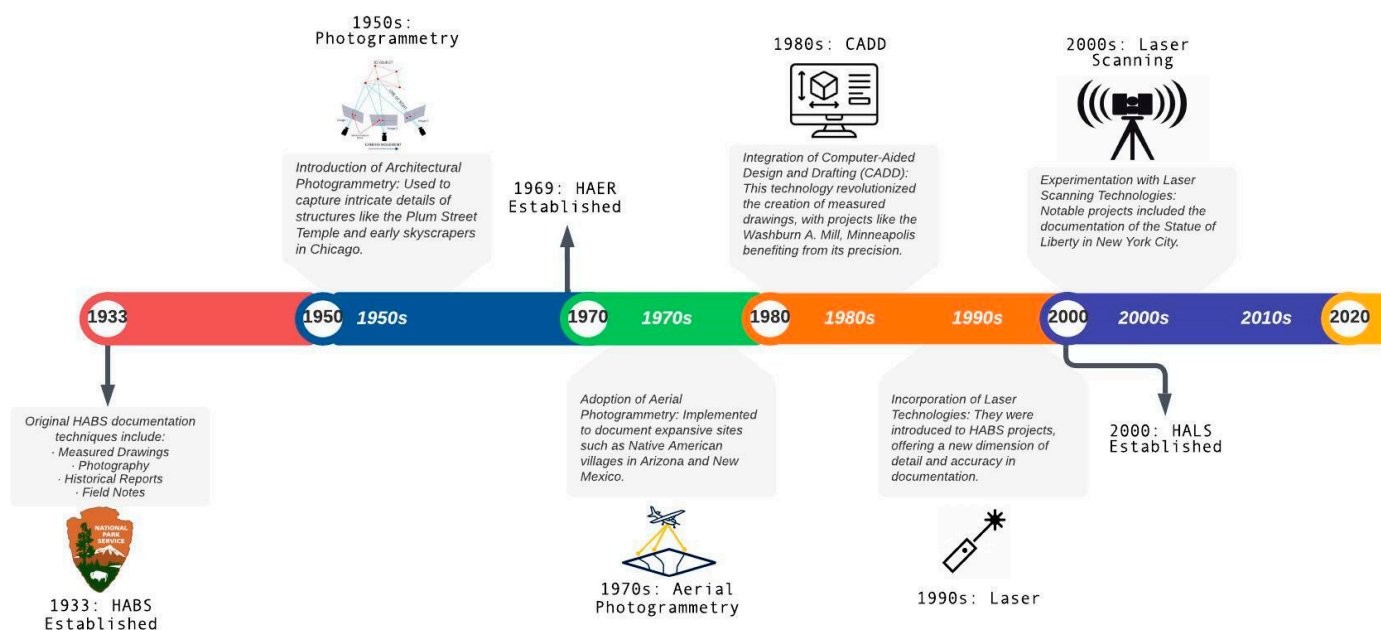 1950s:
Photogrammetry
3D OBJECT
LINE OF SIGHT
CAMERA MOVEMENT
Introduction of Architectural
Photogrammetry: Used to
capture intricate details of
structures like the Plum Street
Temple and early skyscrapers
in Chicago.
1969: HAER
Established
1980s: CADD
Integration of Computer-Aided
Design and Drafting (CADD):
This technology revolutionized
the creation of measured
drawings, with projects like the
Washburn A. Mill, Minneapolis
benefiting from its precision.
2000s: Laser
Scanning
Experimentation with Laser
Scanning Technologies:
Notable projects included the
documentation of the Statue of
Liberty in New York City.
1933
1950
1950s
1970
1970s
1980
1980s
1990s
2000
2000s
2010s
2020
Original HABS documentation
techniques include:
· Measured Drawings
· Photography
· Historical Reports
· Field Notes
NATIONAL
PARK
SERVICE
1933: HABS
Established
Adoption of Aerial
Photogrammetry: Implemented
to document expansive sites
such as Native American
villages in Arizona and New
Mexico.
1970s: Aerial
Photogrammetry
Incorporation of Laser
Technologies: They were
introduced to HABS projects,
offering a new dimension of
detail and accuracy in
documentation.
1990s: Laser
2000: HALS
Established